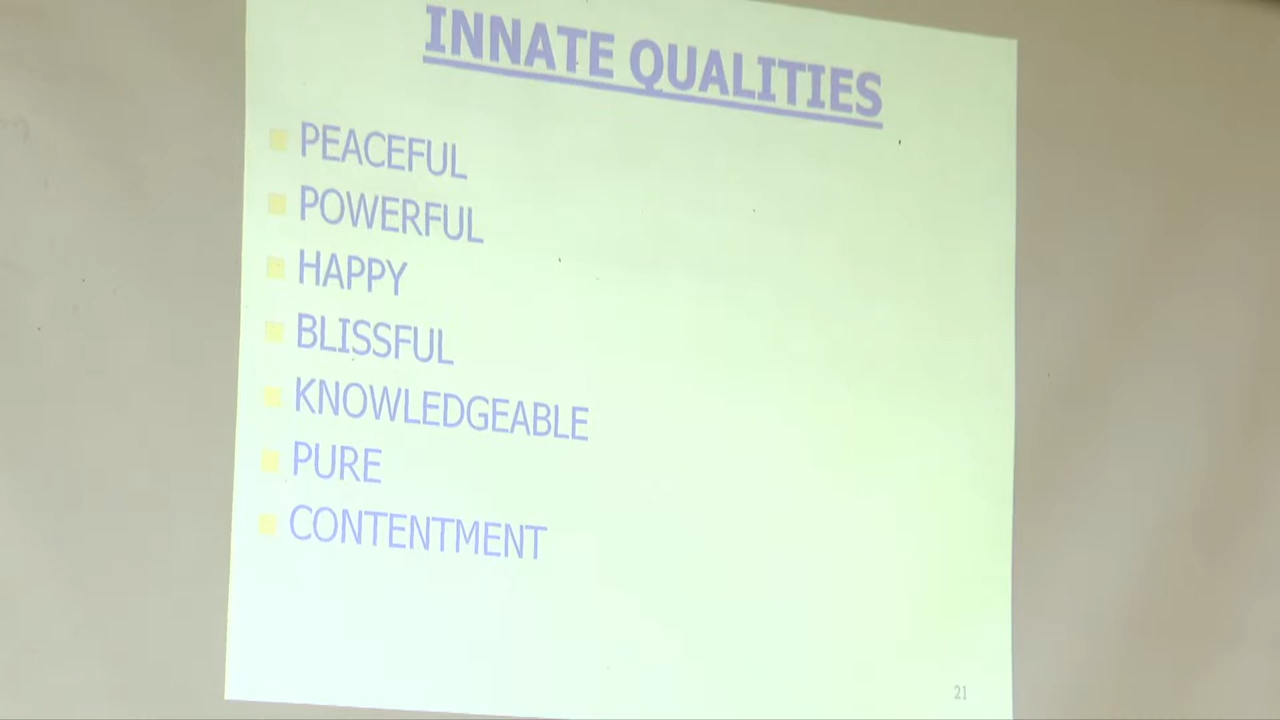 INNATE QUALITIES
PEACEFUL
POWERFUL
HAPPY
BLISSFUL
KNOWLEDGEABLE
PURE
CONTENTMENT
21